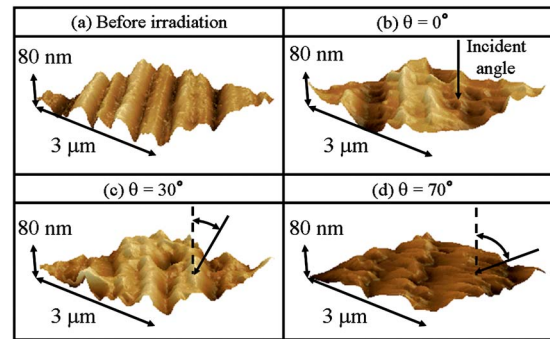 (a) Before irradiation
80 nm
3 μm
(b) θ = 0°
Incident
angle
80 nm
3 μm
(c) θ = 30°
80 nm
3 μm
(d) θ = 70°
80 nm
3 μm